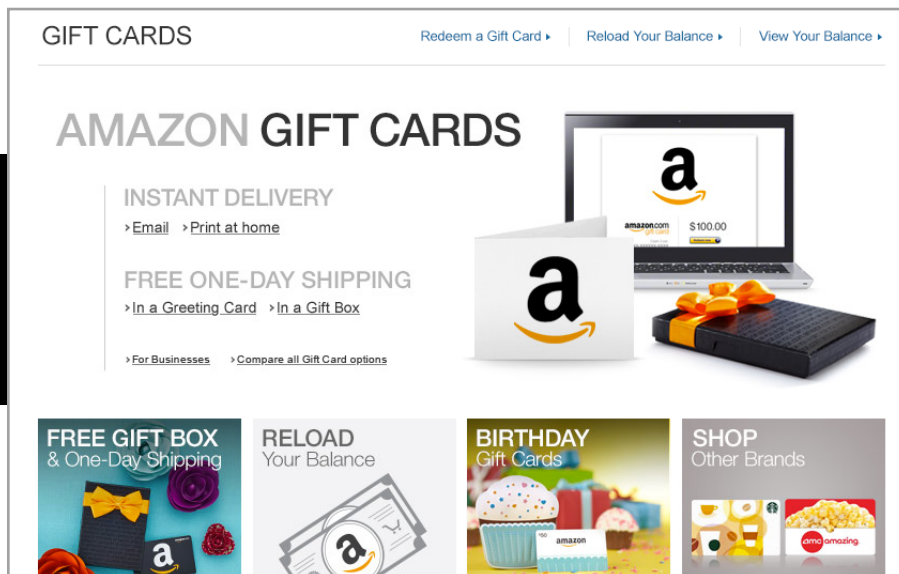 GIFT CARDS
Redeem a Gift Card
Reload Your Balance
View Your Balance
AMAZON GIFT CARDS
INSTANT DELIVERY
Email
Print at home
FREE ONE-DAY SHIPPING
In a Greeting Card
In a Gift Box
For Businesses
Compare all Gift Card options
a
amazon.com
gift card
$100.00
a
FREE GIFT BOX
& One-Day Shipping
amazon
RELOAD
Your Balance
a
BIRTHDAY
Gift Cards
$50
amazon
SHOP
Other Brands
amc amazing.